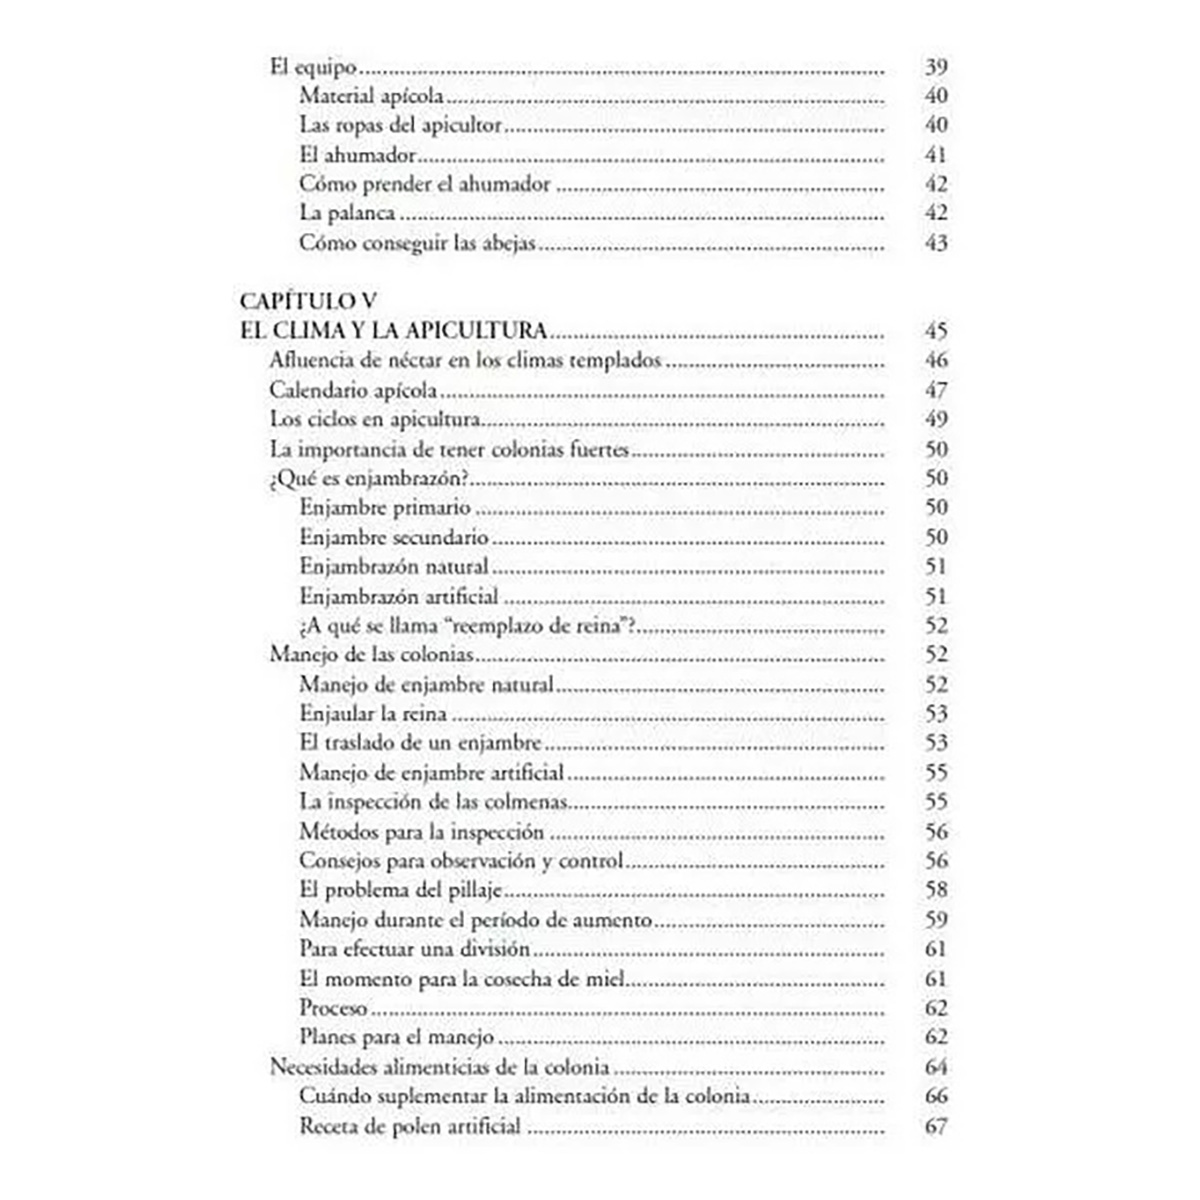 El equipo........ 39
Material apícola........ 40
Las ropas del apicultor........ 40
El ahumador........ 41
Cómo prender el ahumador ........ 42
La palanca ........ 42
Cómo conseguir las abejas........ 43
CAPÍTULO V
EL CLIMA Y LA APICULTURA........ 45
Afluencia de néctar en los climas templados ........ 46
Calendario apícola........ 47
Los ciclos en apicultura........ 49
La importancia de tener colonias fuertes........ 50
¿Qué es enjambrazón?........ 50
Enjambre primario ........ 50
Enjambre secundario ........ 50
Enjambrazón natural ........ 51
Enjambrazón artificial ........ 51
¿A qué se llama “reemplazo de reina”?........ 52
Manejo de las colonias........ 52
Manejo de enjambre natural........ 52
Enjaular la reina ........ 53
El traslado de un enjambre........ 53
Manejo de enjambre artificial........ 55
La inspección de las colmenas........ 55
Métodos para la inspección ........ 56
Consejos para observación y control........ 56
El problema del pillaje........ 58
Manejo durante el período de aumento........ 59
Para efectuar una división........ 61
El momento para la cosecha de miel........ 61
Proceso ........ 62
Planes para el manejo ........ 62
Necesidades alimenticias de la colonia ........ 64
Cuándo suplementar la alimentación de la colonia........ 66
Receta de polen artificial ........ 67